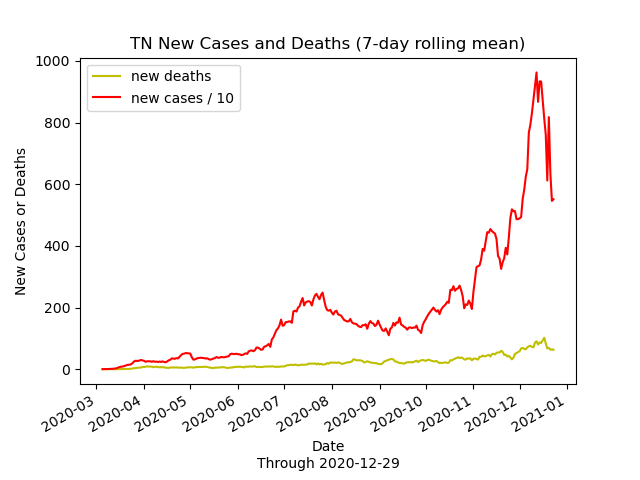 TN New Cases and Deaths (7-day rolling mean)
new deaths
new cases / 10
New Cases or Deaths
1000
800
600
400
200
0
2020-03
2020-04
2020-05
2020-06
2020-07
2020-08
2020-09
2020-10
2020-11
2020-12
2021-01
Date
Through 2020-12-29